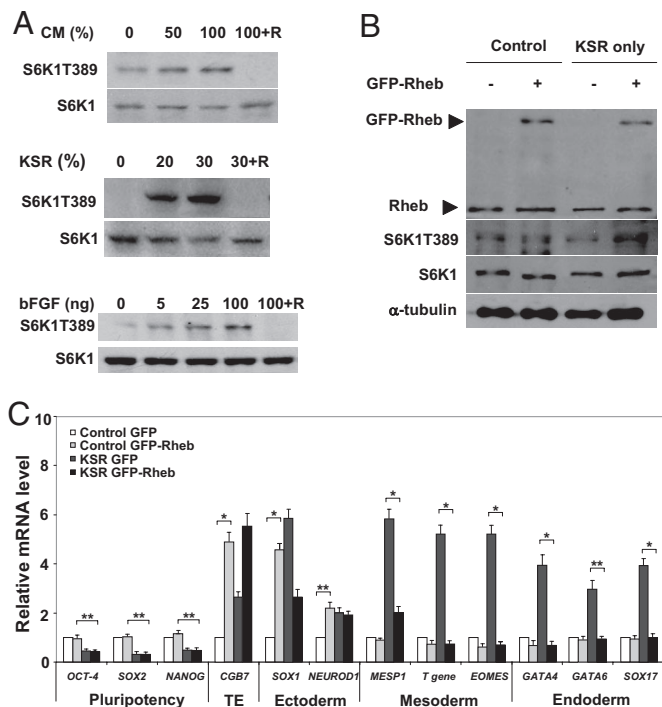 A
CM (%) 0 50 100 100+R
S6K1T389
S6K1
KSR (%) 0 20 30 30+R
S6K1T389
S6K1
bFGF (ng) 0 5 25 100 100+R
S6K1T389
S6K1
B
Control KSR only
GFP-Rheb - + - +
GFP-Rheb
Rheb
S6K1T389
S6K1
α-tubulin
C
Relative mRNA level
10
8
6
4
2
0
Control GFP
Control GFP-Rheb
KSR GFP
KSR GFP-Rheb
** ** ** * * ** * * * * ** *
OCT-4 SOX2 NANOG CGB7 SOX1 NEUROD1 MESP1 T gene EOMES GATA4 GATA6 SOX17
Pluripotency TE Ectoderm Mesoderm Endoderm